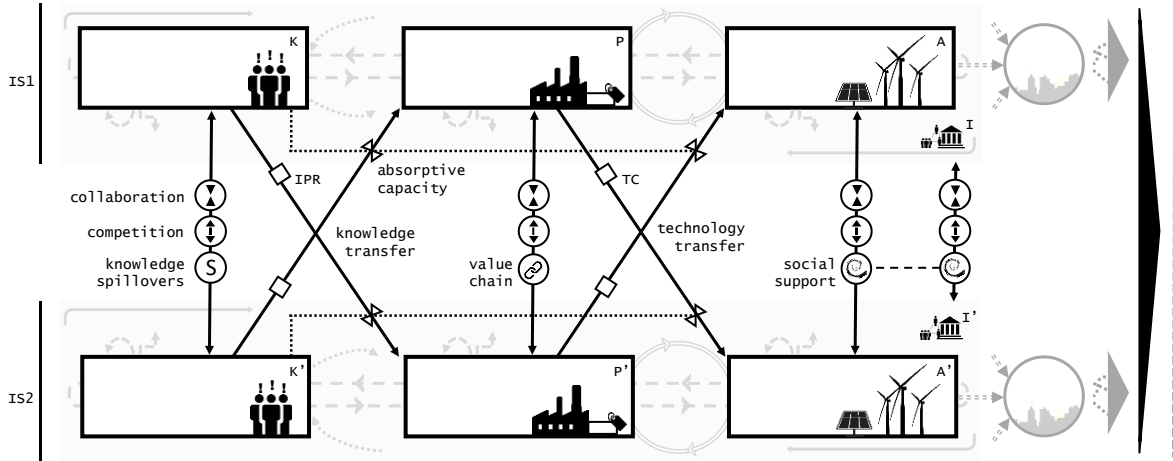 K
P
A
IS1
I
absorptive
capacity
IPR
TC
collaboration
competition
knowledge
transfer
technology
transfer
knowledge
spillovers
S
value
chain
social
support
I'
K'
P'
A'
IS2
! ! !
! ! !